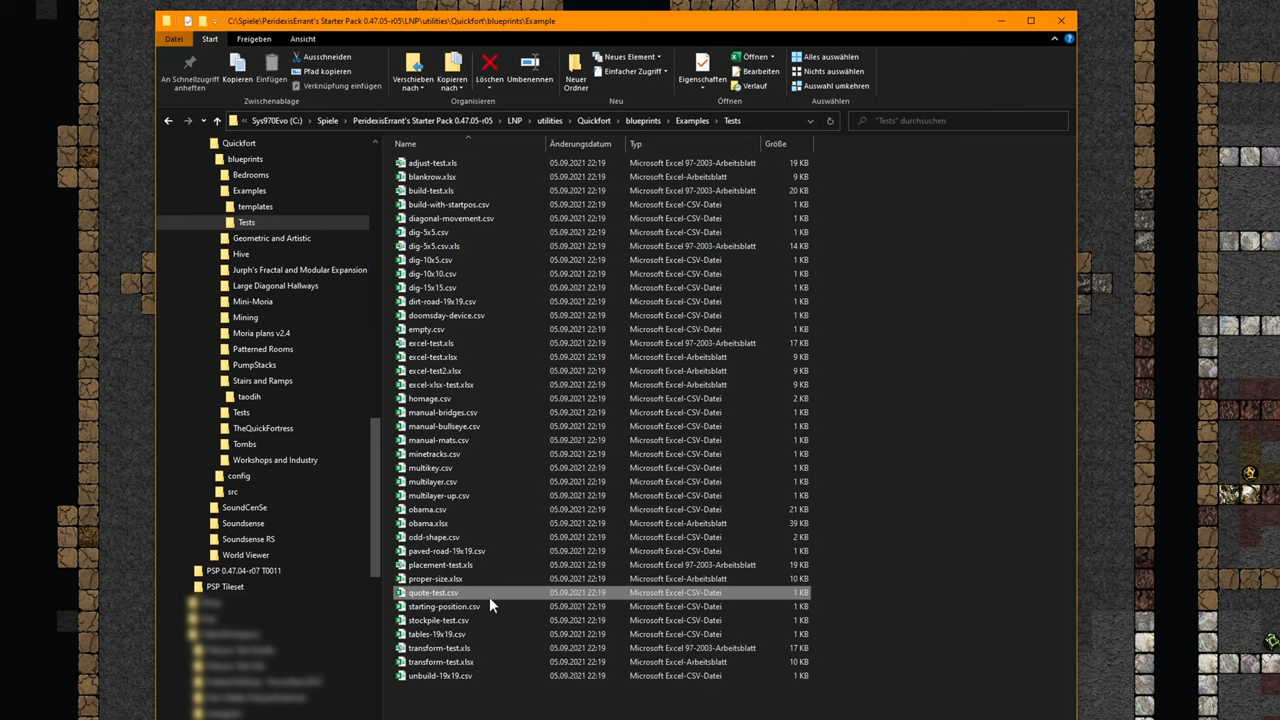 C:\Spiele\PeridexisErrant's Starter Pack 0.47.05-r05\LNP\utilities\Quickfort\blueprints\Example
Datei Start Freigeben Ansicht
An Schnellzugriff anheften
Kopieren
Einfügen
Ausschneiden
Pfad kopieren
Verknüpfung einfügen
Zwischenablage
Verschieben nach
Kopieren nach
Löschen
Umbenennen
Organisieren
Neuer Ordner
Neues Element
Einfacher Zugriff
Neu
Eigenschaften
Öffnen
Bearbeiten
Verlauf
Öffnen
Alles auswählen
Nichts auswählen
Auswahl umkehren
Auswählen
« Sys970Evo (C:) > Spiele > PeridexisErrant's Starter Pack 0.47.05-r05 > LNP > utilities > Quickfort > blueprints > Examples > Tests
"Tests" durchsuchen
Quickfort
blueprints
Bedrooms
Examples
templates
Tests
Geometric and Artistic
Hive
Jurph's Fractal and Modular Expansion
Large Diagonal Hallways
Mini-Moria
Mining
Moria plans v2.4
Patterned Rooms
PumpStacks
Stairs and Ramps
taodih
Tests
TheQuickFortress
Tombs
Workshops and Industry
config
src
SoundCenSe
Soundsense
Soundsense RS
World Viewer
PSP 0.47.04-r07 T0011
PSP Tileset
Name Änderungsdatum Typ Größe
adjust-test.xls 05.09.2021 22:19 Microsoft Excel 97-2003-Arbeitsblatt 19 KB
blankrow.xlsx 05.09.2021 22:19 Microsoft Excel-Arbeitsblatt 9 KB
build-test.xls 05.09.2021 22:19 Microsoft Excel 97-2003-Arbeitsblatt 20 KB
build-with-startpos.csv 05.09.2021 22:19 Microsoft Excel-CSV-Datei 1 KB
diagonal-movement.csv 05.09.2021 22:19 Microsoft Excel-CSV-Datei 1 KB
dig-5x5.csv 05.09.2021 22:19 Microsoft Excel-CSV-Datei 1 KB
dig-5x5.csv.xls 05.09.2021 22:19 Microsoft Excel 97-2003-Arbeitsblatt 14 KB
dig-10x5.csv 05.09.2021 22:19 Microsoft Excel-CSV-Datei 1 KB
dig-10x10.csv 05.09.2021 22:19 Microsoft Excel-CSV-Datei 1 KB
dig-15x15.csv 05.09.2021 22:19 Microsoft Excel-CSV-Datei 1 KB
dirt-road-19x19.csv 05.09.2021 22:19 Microsoft Excel-CSV-Datei 1 KB
doomsday-device.csv 05.09.2021 22:19 Microsoft Excel-CSV-Datei 1 KB
empty.csv 05.09.2021 22:19 Microsoft Excel-CSV-Datei 1 KB
excel-test.xls 05.09.2021 22:19 Microsoft Excel 97-2003-Arbeitsblatt 17 KB
excel-test.xlsx 05.09.2021 22:19 Microsoft Excel-Arbeitsblatt 9 KB
excel-test2.xlsx 05.09.2021 22:19 Microsoft Excel-Arbeitsblatt 9 KB
excel-xlsx-test.xlsx 05.09.2021 22:19 Microsoft Excel-Arbeitsblatt 9 KB
homage.csv 05.09.2021 22:19 Microsoft Excel-CSV-Datei 2 KB
manual-bridges.csv 05.09.2021 22:19 Microsoft Excel-CSV-Datei 1 KB
manual-bullseye.csv 05.09.2021 22:19 Microsoft Excel-CSV-Datei 1 KB
manual-mats.csv 05.09.2021 22:19 Microsoft Excel-CSV-Datei 1 KB
minetracks.csv 05.09.2021 22:19 Microsoft Excel-CSV-Datei 1 KB
multikey.csv 05.09.2021 22:19 Microsoft Excel-CSV-Datei 1 KB
multilayer.csv 05.09.2021 22:19 Microsoft Excel-CSV-Datei 1 KB
multilayer-up.csv 05.09.2021 22:19 Microsoft Excel-CSV-Datei 1 KB
obama.csv 05.09.2021 22:19 Microsoft Excel-CSV-Datei 21 KB
obama.xlsx 05.09.2021 22:19 Microsoft Excel-Arbeitsblatt 39 KB
odd-shape.csv 05.09.2021 22:19 Microsoft Excel-CSV-Datei 2 KB
paved-road-19x19.csv 05.09.2021 22:19 Microsoft Excel-CSV-Datei 1 KB
placement-test.xls 05.09.2021 22:19 Microsoft Excel 97-2003-Arbeitsblatt 19 KB
proper-size.xlsx 05.09.2021 22:19 Microsoft Excel-Arbeitsblatt 10 KB
quote-test.csv 05.09.2021 22:19 Microsoft Excel-CSV-Datei 1 KB
starting-position.csv 05.09.2021 22:19 Microsoft Excel-CSV-Datei 1 KB
stockpile-test.csv 05.09.2021 22:19 Microsoft Excel-CSV-Datei 1 KB
tables-19x19.csv 05.09.2021 22:19 Microsoft Excel-CSV-Datei 1 KB
transform-test.xls 05.09.2021 22:19 Microsoft Excel 97-2003-Arbeitsblatt 17 KB
transform-test.xlsx 05.09.2021 22:19 Microsoft Excel-Arbeitsblatt 10 KB
unbuild-19x19.csv 05.09.2021 22:19 Microsoft Excel-CSV-Datei 1 KB